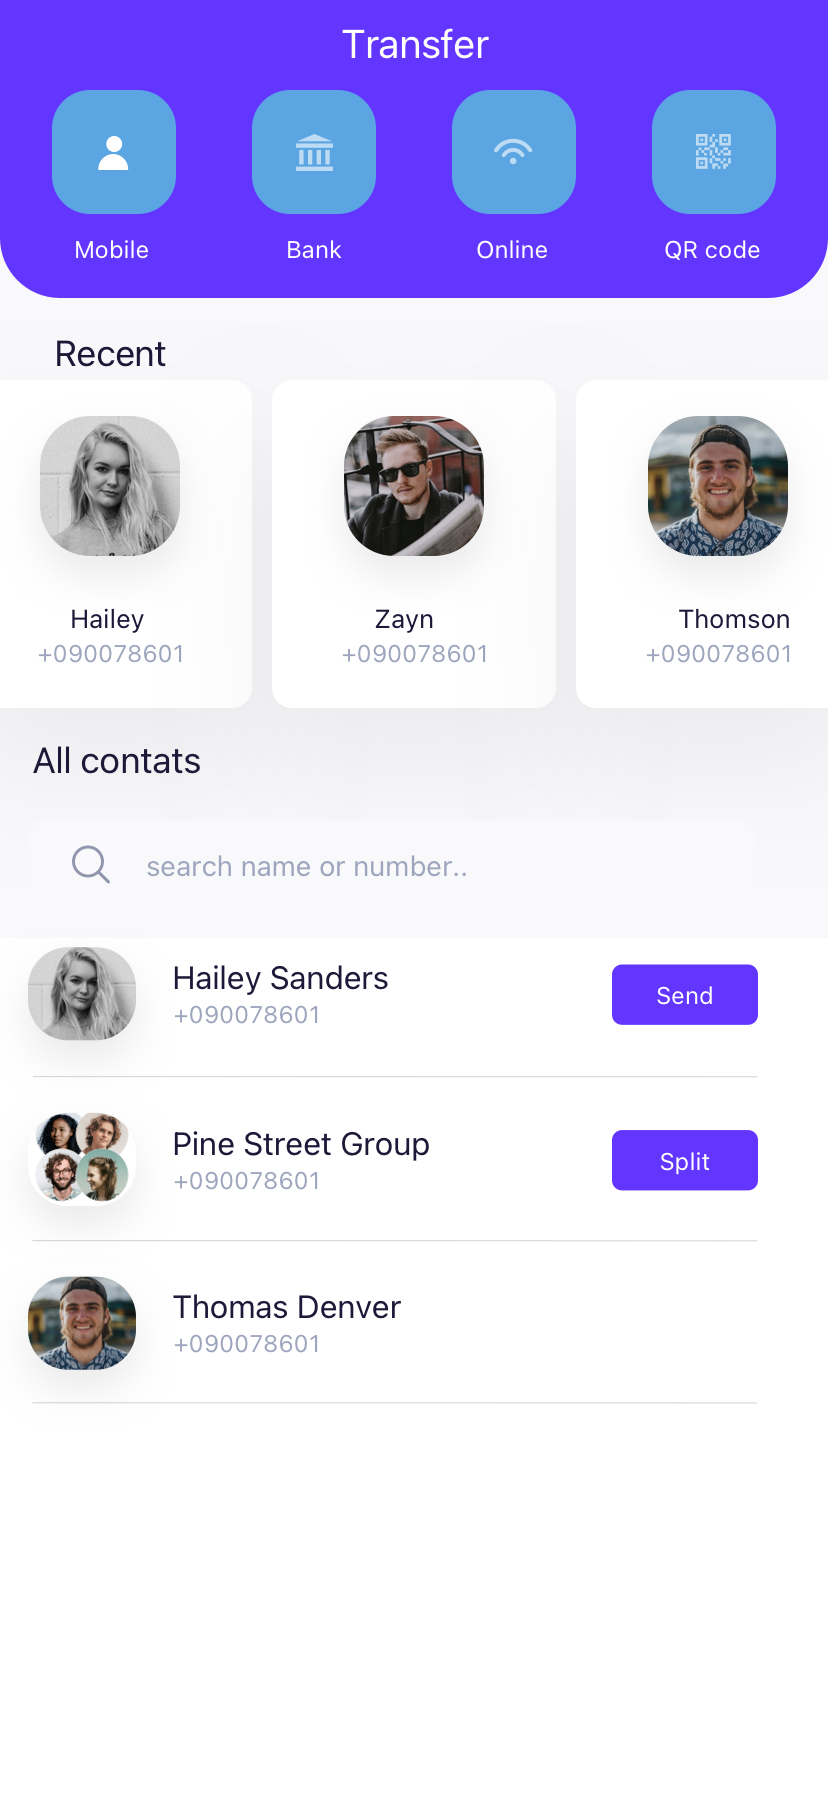 Transfer
Mobile
Bank
Online
QR code
Recent
Hailey
+090078601
Zayn
+090078601
Thomson
+090078601
All contats
search name or number..
Hailey Sanders
+090078601
Send
Pine Street Group
+090078601
Split
Thomas Denver
+090078601